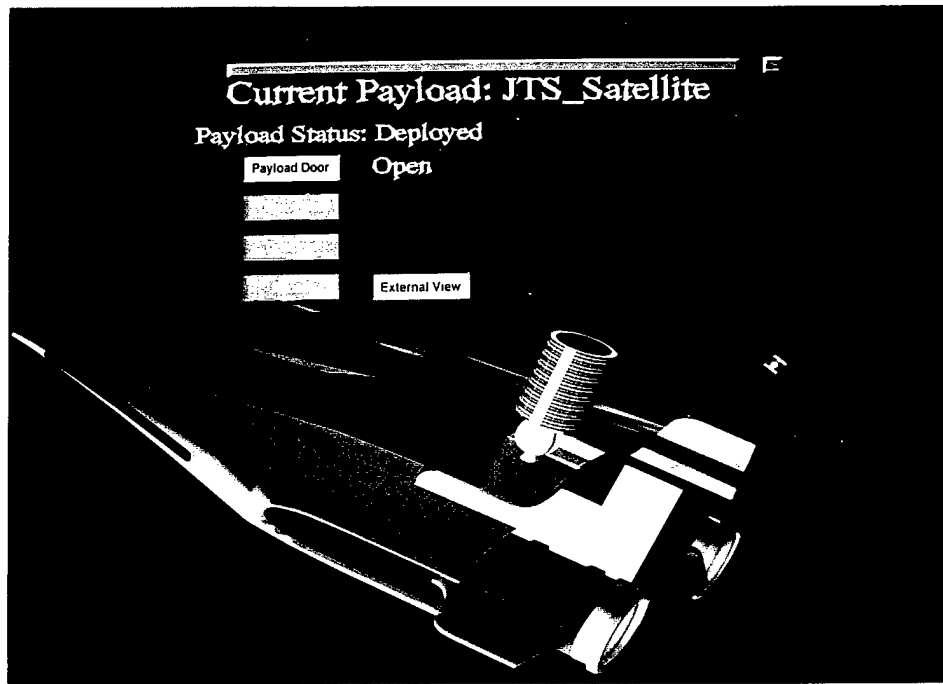 Current Payload: JTS_Satellite
Payload Status: Deployed
Payload Door Open
External View